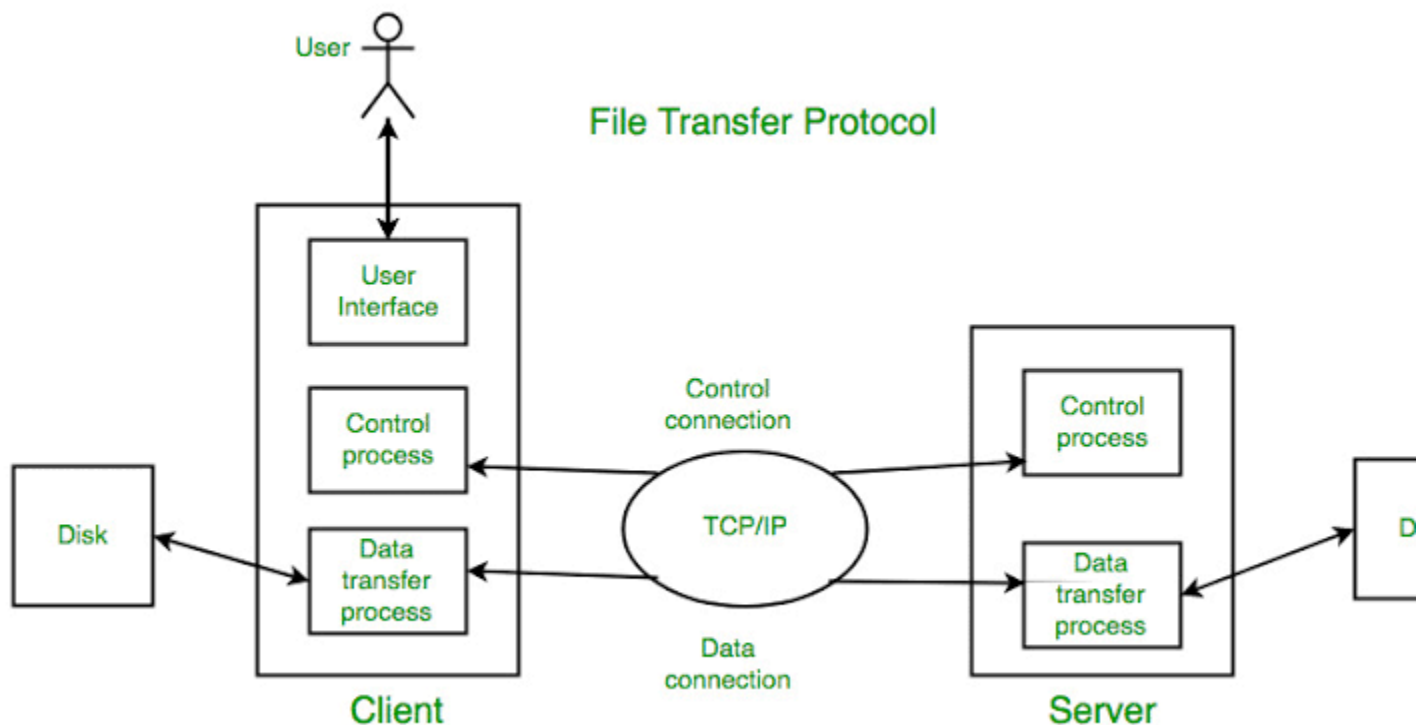 User
File Transfer Protocol
User
Interface
Control
process
Data
transfer
process
Disk
Client
Control
connection
TCP/IP
Data
connection
Control
process
Data
transfer
process
Server